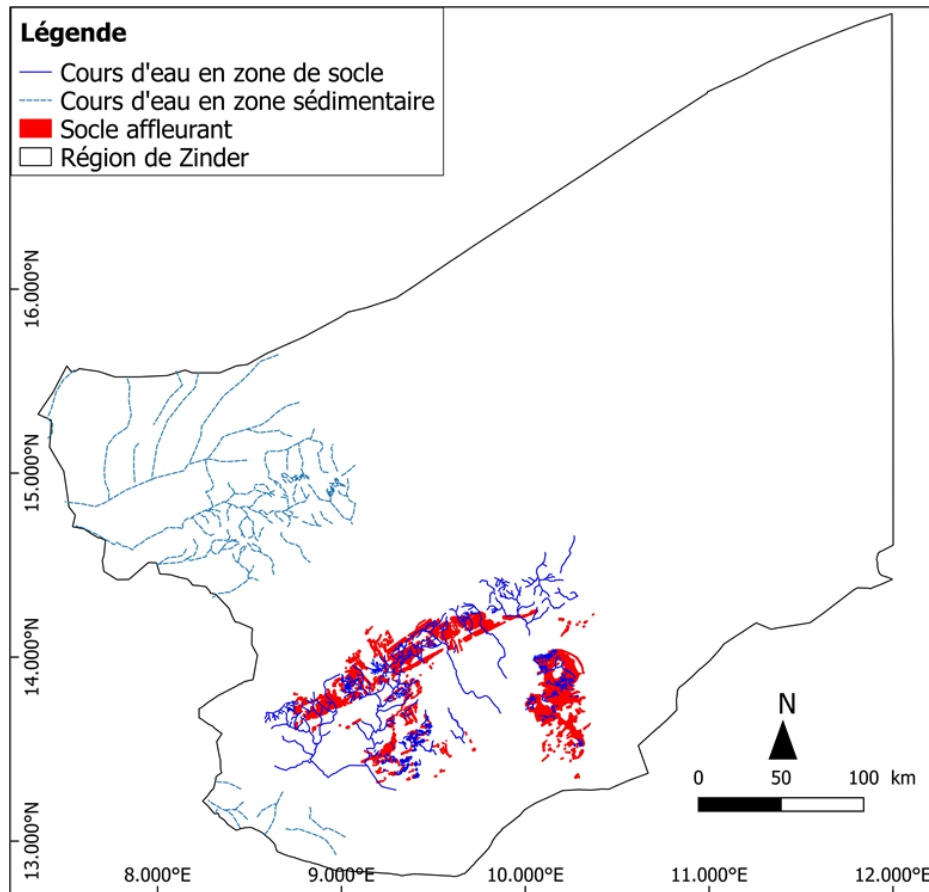 Légende
Cours d'eau en zone de socle
Cours d'eau en zone sédimentaire
Socle affleurant
Région de Zinder
16.000°N
15.000°N
14.000°N
13.000°N
N
0 50 100 km
8.000°E 9.000°E 10.000°E 11.000°E 12.000°E